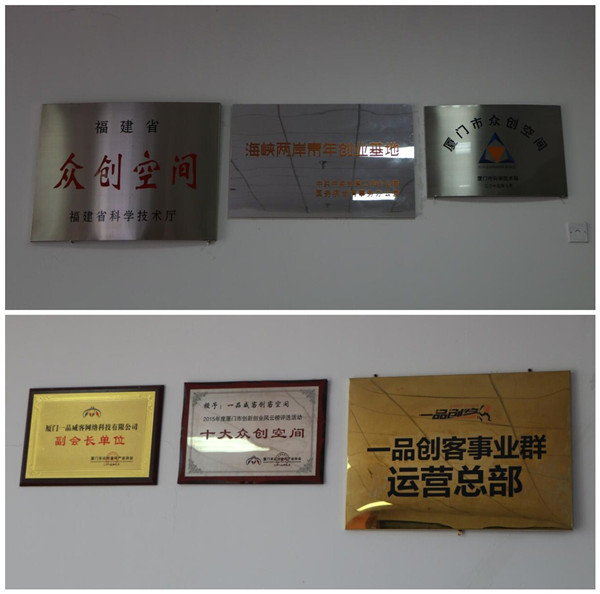 福建省
众创空间
福建省科学技术厅
海峡两岸青年创业基地
厦门市众创空间
厦门一品威客网络科技有限公司
副会长单位
授予：一品威客创客空间
十大众创空间
一品创客
一品创客事业群
运营总部